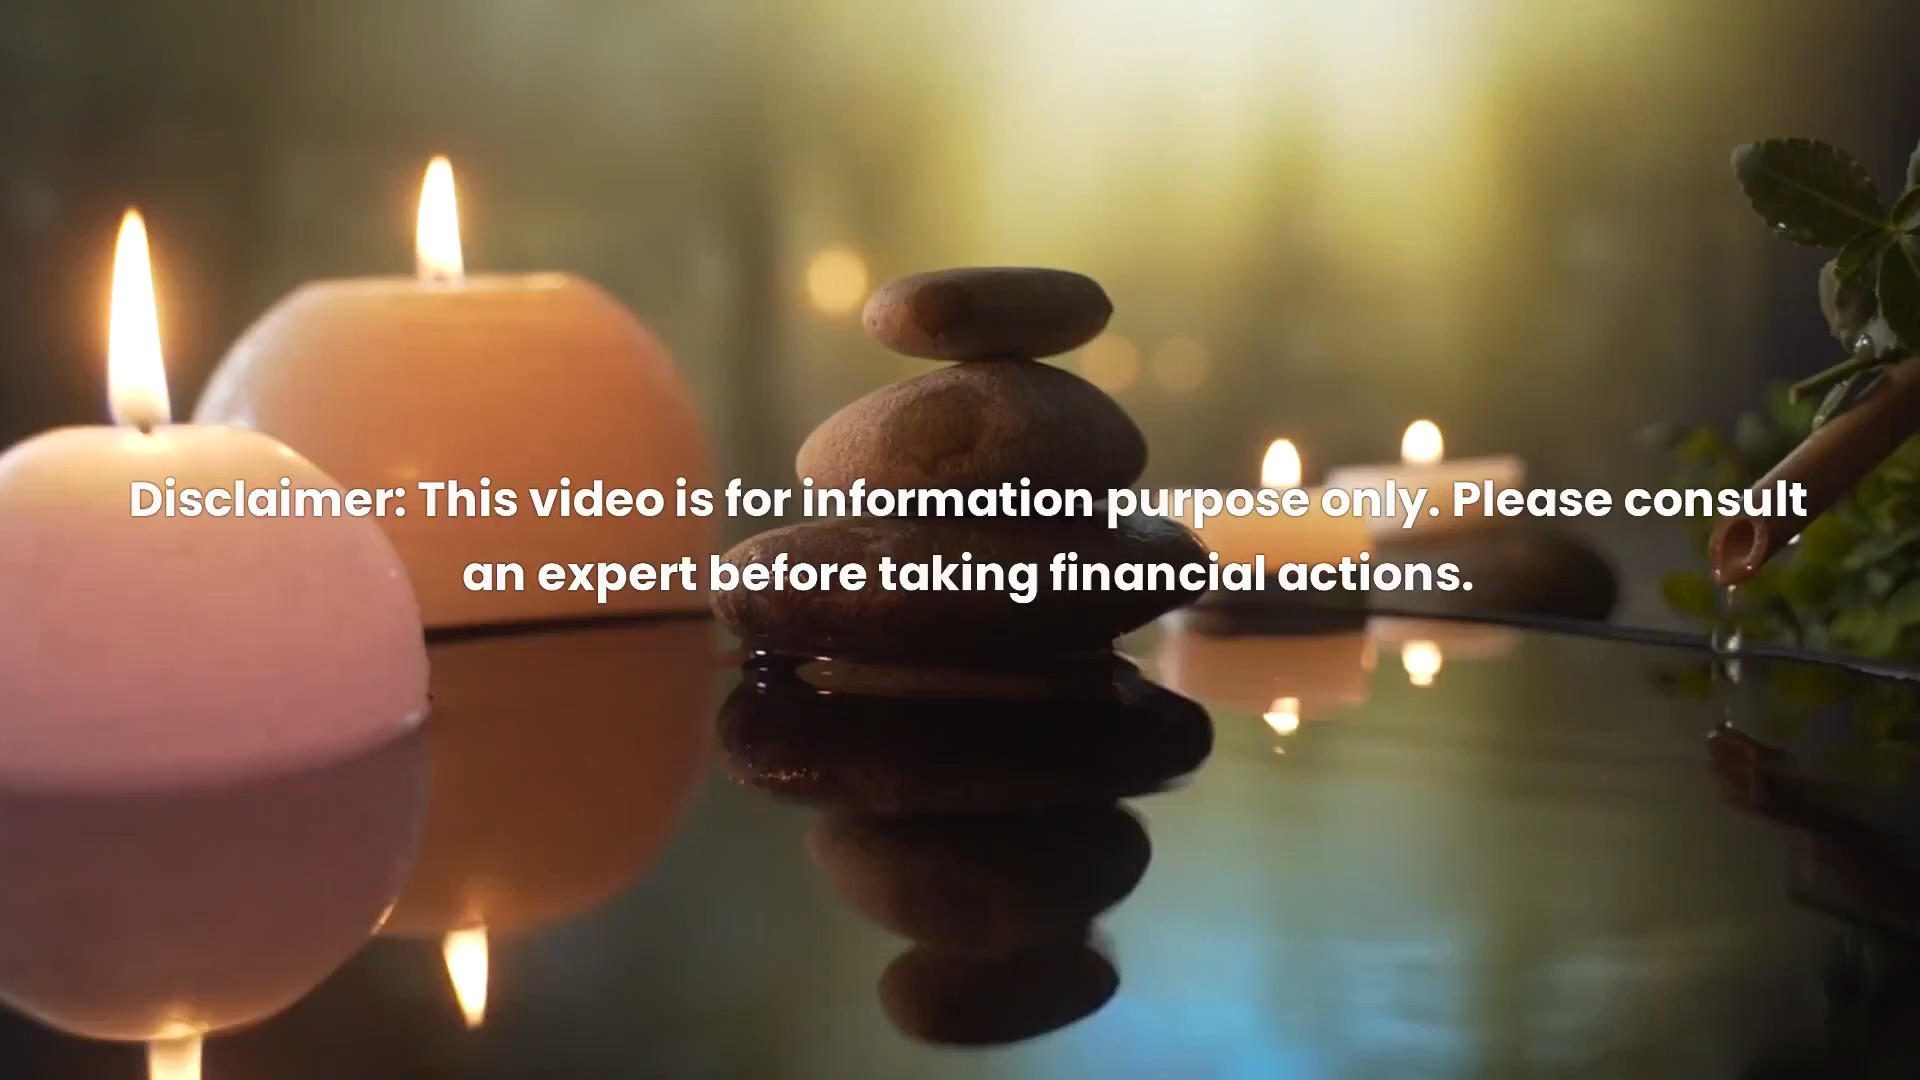 Disclaimer: This video is for information purpose only. Please consult
an expert before taking financial actions.